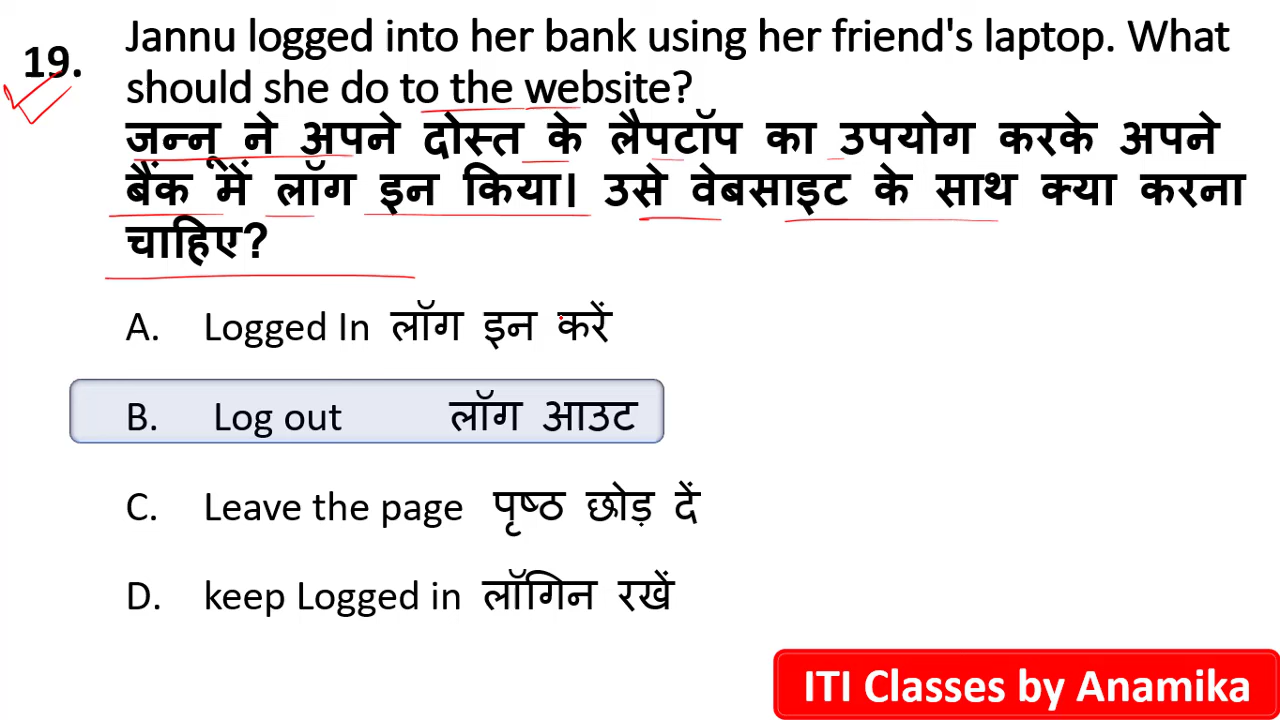 19. Jannu logged into her bank using her friend's laptop. What
should she do to the website?
जन्नू ने अपने दोस्त के लैपटॉप का उपयोग करके अपने
बैंक में लॉग इन किया। उसे वेबसाइट के साथ क्या करना
चाहिए?
A. Logged In लॉग इन करें
B. Log out लॉग आउट
C. Leave the page पृष्ठ छोड़ दें
D. keep Logged in लॉगिन रखें
ITI Classes by Anamika